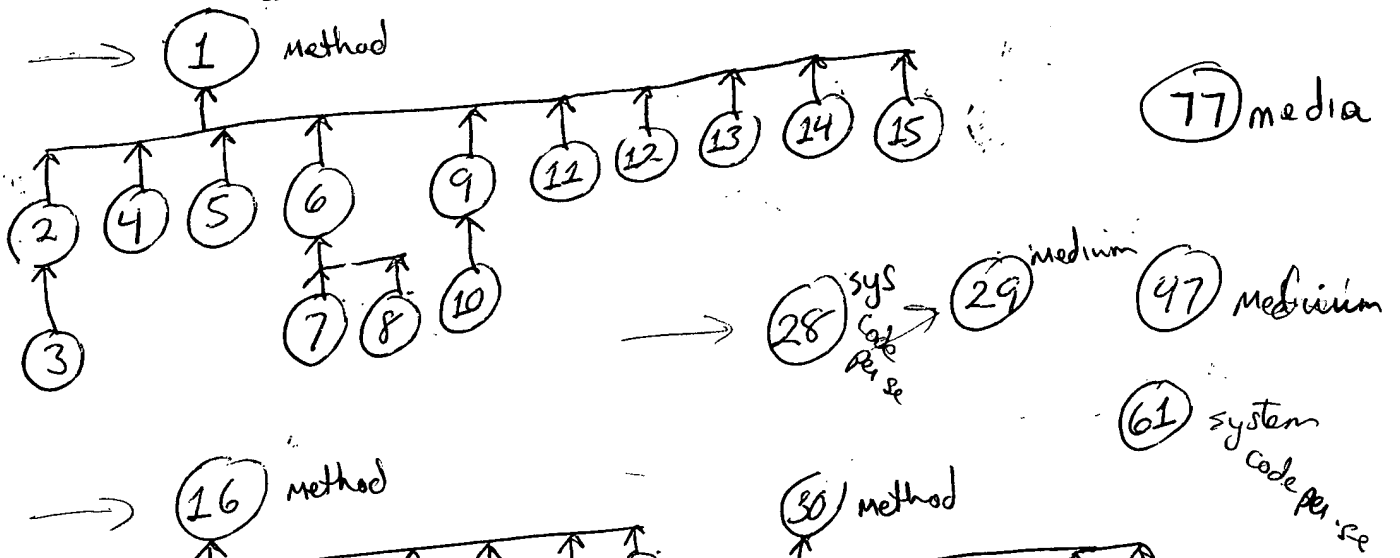 1 method
77 media
2 4 5 6 9 11 12 13 14 15
3 7 8 10
28 sys code per se
29 medium
97 Medium
61 system code per se
16 method
30 method